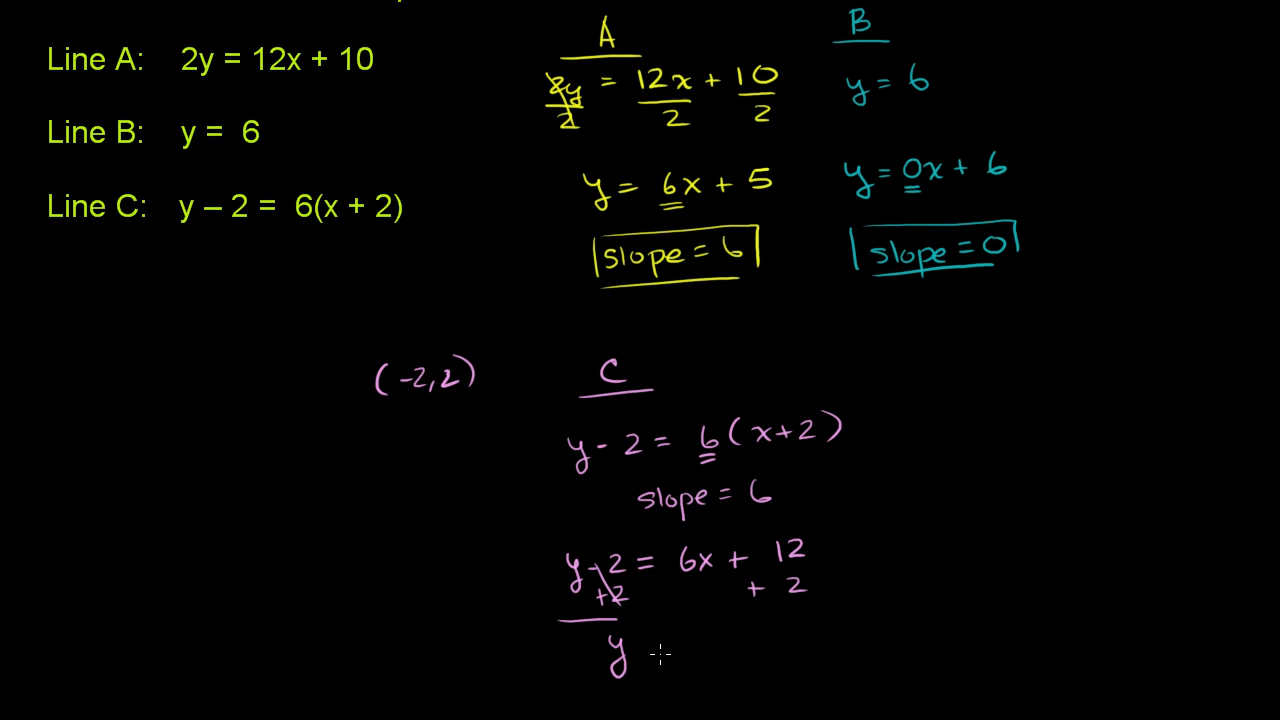 Line A: 2y = 12x + 10
Line B: y = 6
Line C: y – 2 = 6(x + 2)
A
2y = 12x + 10
2 2 2
y = 6x + 5
slope = 6
B
y = 6
y = 0x + 6
slope = 0
(-2,2)
C
y - 2 = 6(x+2)
slope = 6
y - 2 = 6x + 12
+2 + 2
y